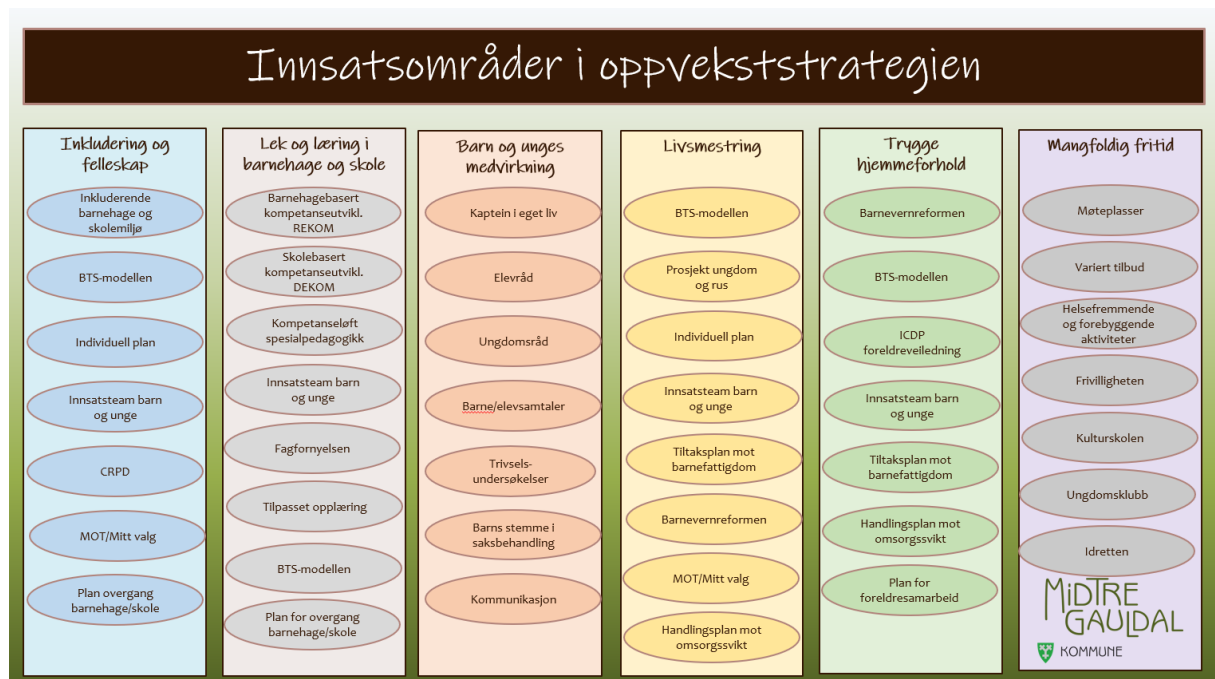 Innsatsområder i oppvekststrategien
Inkludering og
felleskap
Inkluderende
barnehage og
skolemiljø
BTS-modellen
Individuell plan
Innsatsteam barn
og unge
CRPD
MOT/Mitt valg
Plan overgang
barnehage/skole
Lek og læring i
barnehage og skole
Barnehagebasert
kompetanseutvikl.
REKOM
Skolebasert
kompetanseutvikl.
DEKOM
Kompetanseløft
spesialpedagogikk
Innsatsteam barn
og unge
Fagfornyelsen
Tilpasset opplæring
BTS-modellen
Plan for overgang
barnehage/skole
Barn og unges
medvirkning
Kaptein i eget liv
Elevråd
Ungdomsråd
Barne/elevsamtaler
Trivsels-
undersøkelser
Barns stemme i
saksbehandling
Kommunikasjon
Livsmestring
BTS-modellen
Prosjekt ungdom
og rus
Individuell plan
Innsatsteam barn
og unge
Tiltaksplan mot
barnefattigdom
Barnevernreformen
MOT/Mitt valg
Handlingsplan mot
omsorgssvikt
Trygge
hjemmeforhold
Barnevernreformen
BTS-modellen
ICDP
foreldreveiledning
Innsatsteam barn
og unge
Tiltaksplan mot
barnefattigdom
Handlingsplan mot
omsorgssvikt
Plan for
foreldresamarbeid
Mangfoldig fritid
Møteplasser
Variert tilbud
Helsefremmende
og forebyggende
aktiviteter
Frivilligheten
Kulturskolen
Ungdomsklubb
Idretten
MIDTRE
GAULDAL
KOMMUNE